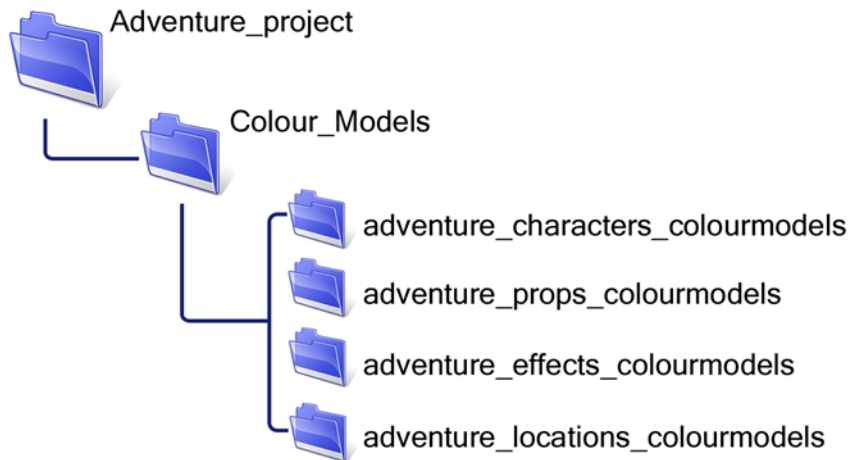 Adventure_project
Colour_Models
adventure_characters_colourmodels
adventure_props_colourmodels
adventure_effects_colourmodels
adventure_locations_colourmodels